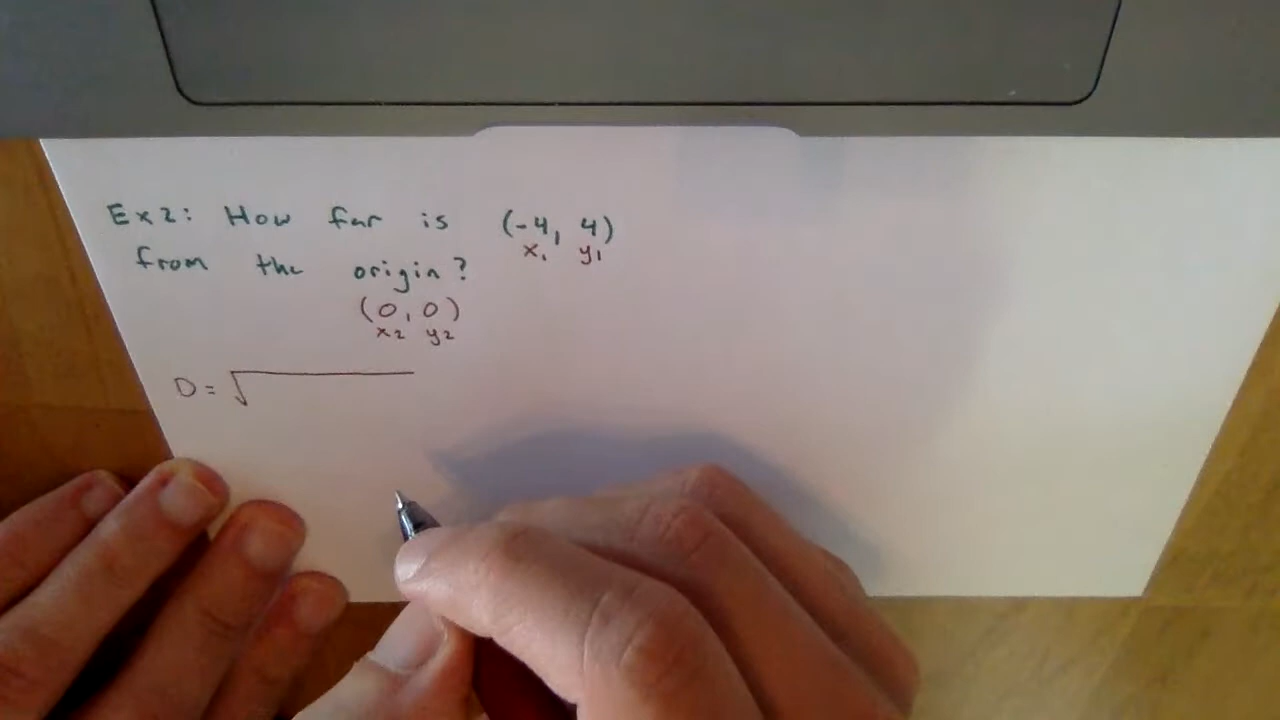 Ex2: How far is (-4, 4)
x₁ y₁
from the origin?
(0, 0)
x₂ y₂
D = √